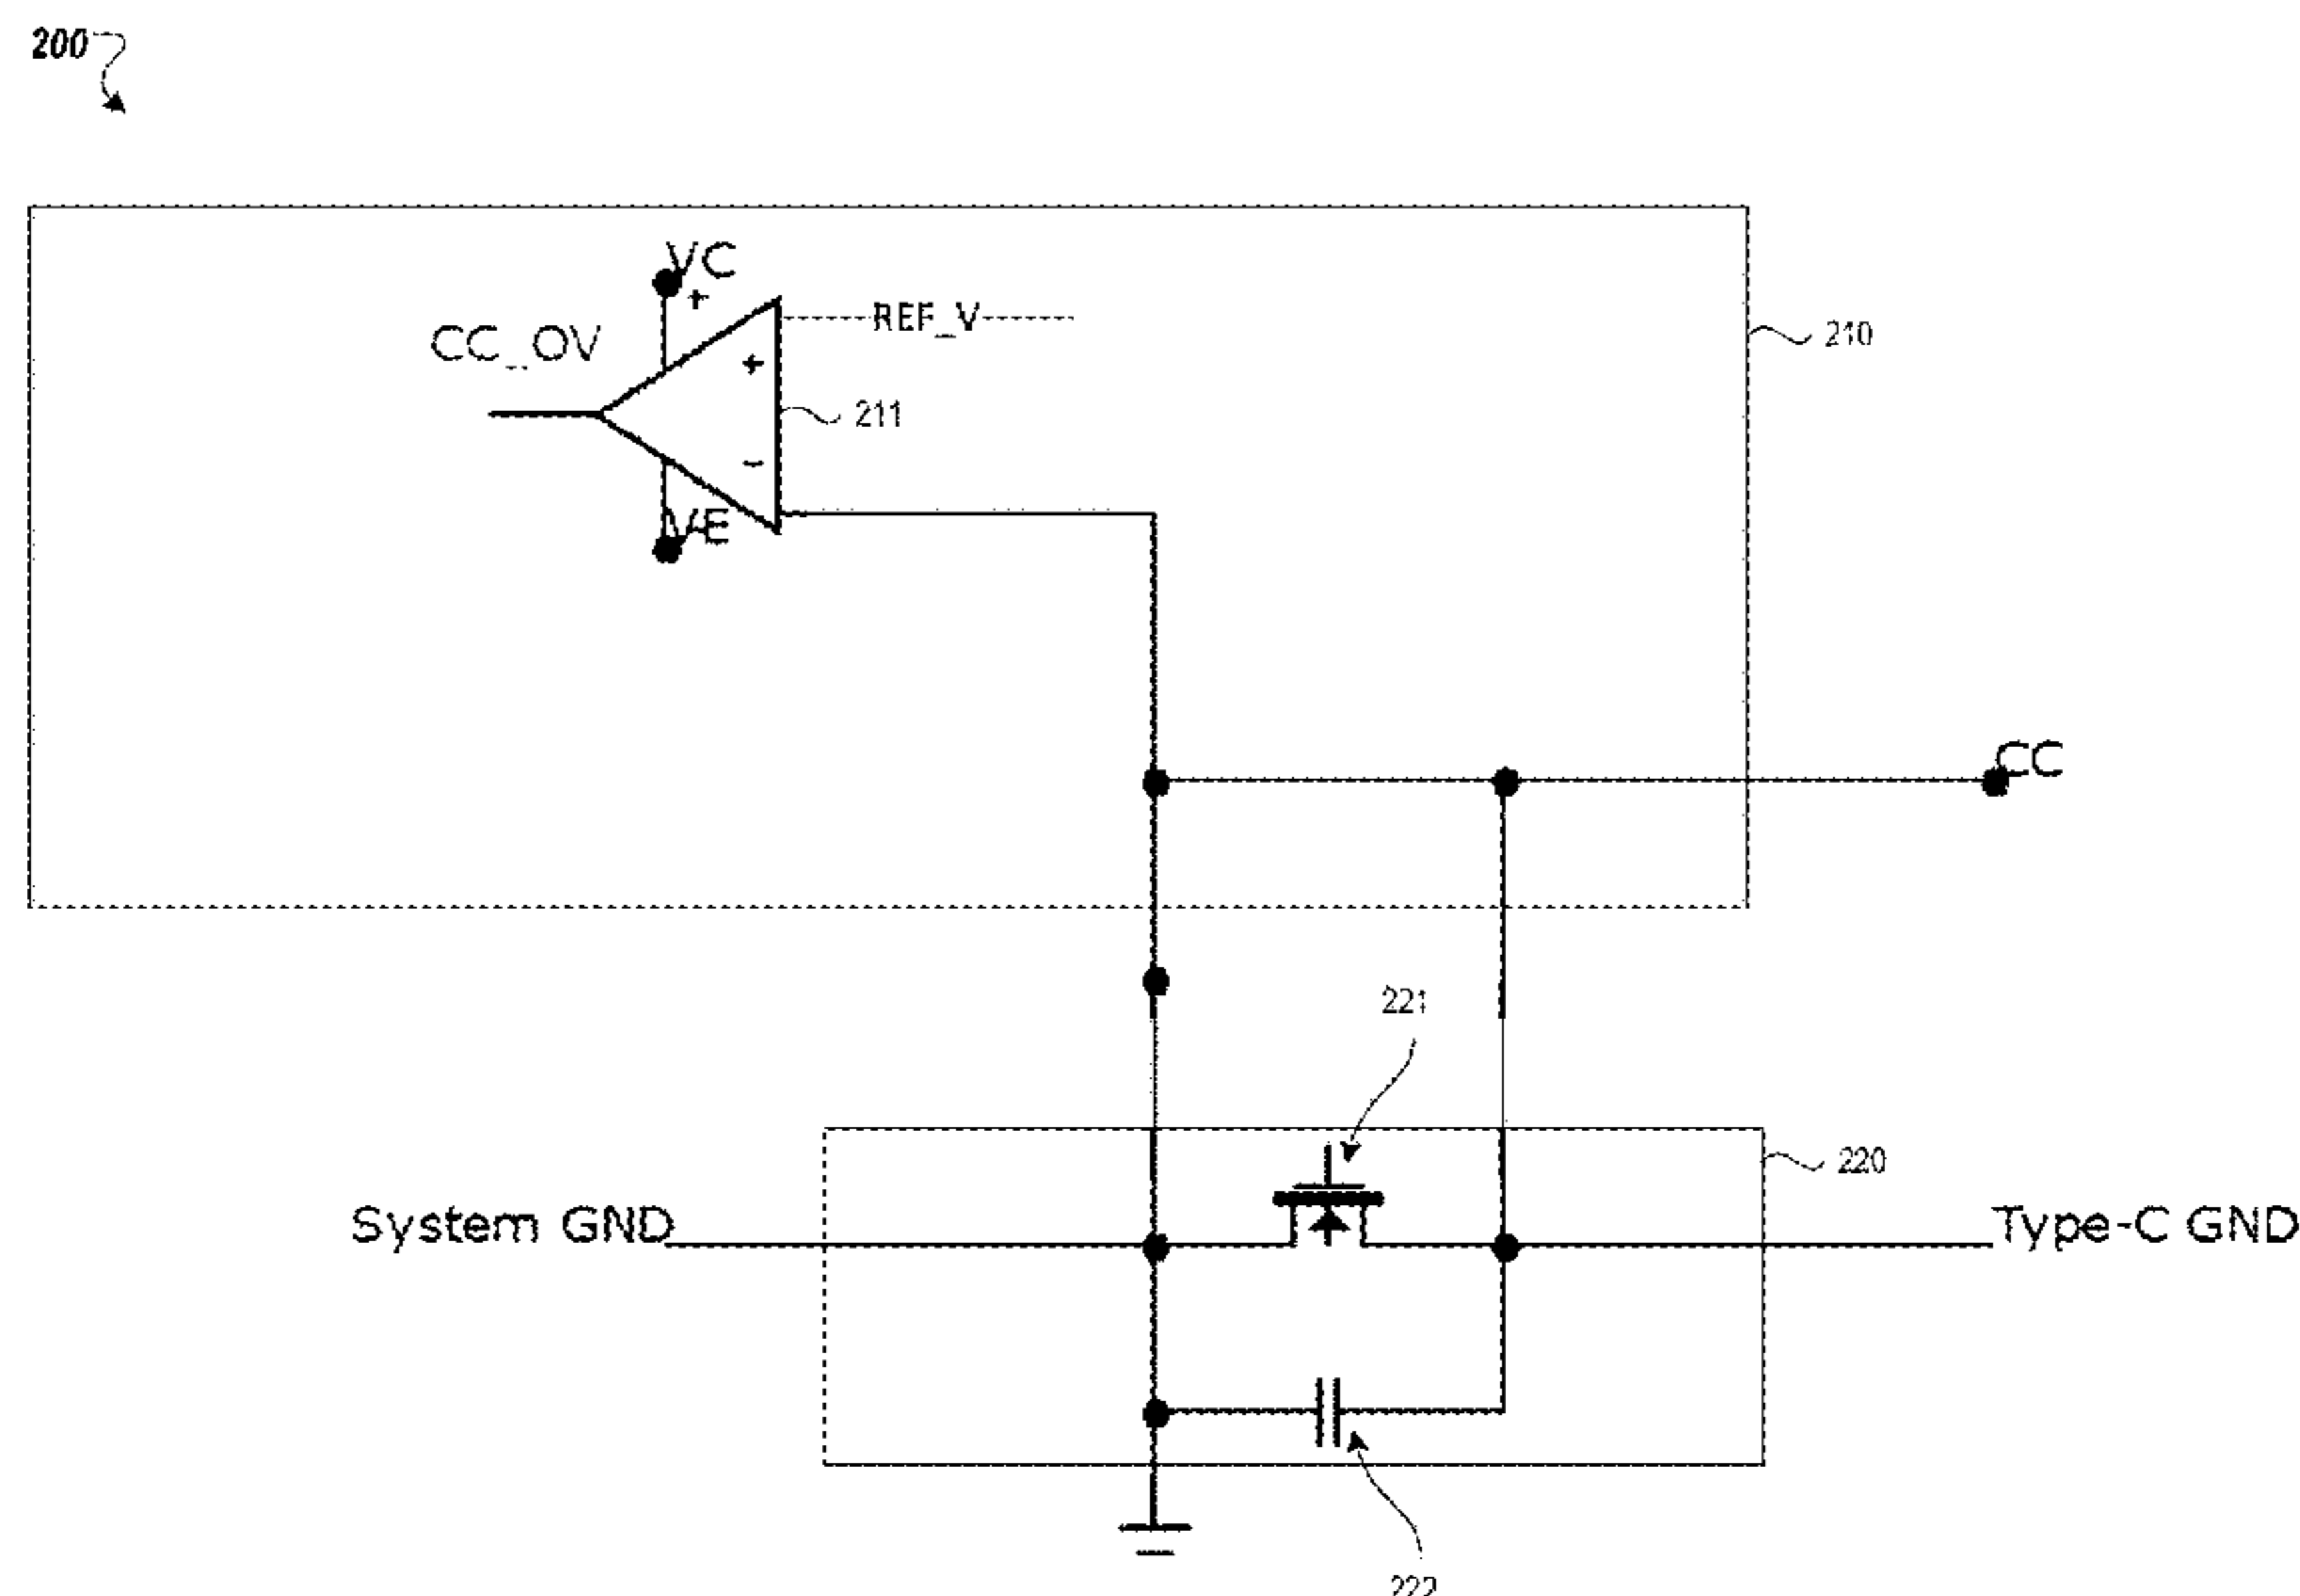 200
VC
+
CC_OV
REF_V
+
210
211
-
VE
CC
221
220
System GND
Type-C GND
222